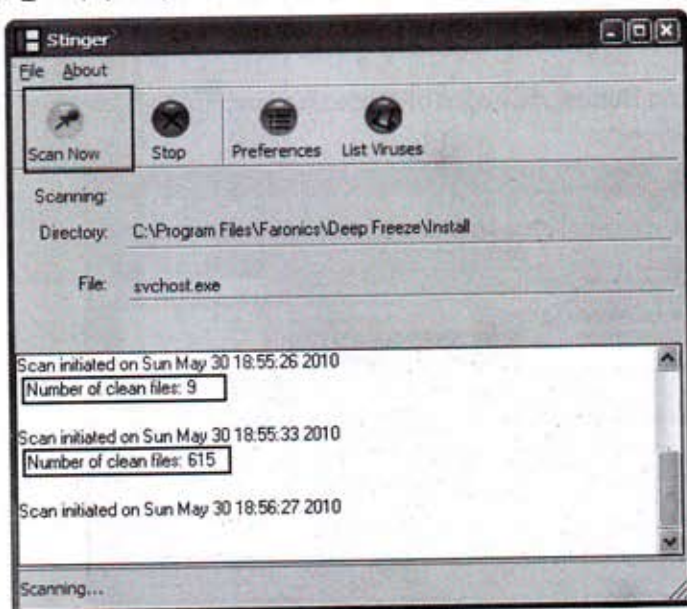 Stinger
File About
Scan Now Stop Preferences List Viruses
Scanning:
Directory: C:\Program Files\Faronics\Deep Freeze\Install
File: svchost.exe
Scan initiated on Sun May 30 18:55:26 2010
Number of clean files: 9
Scan initiated on Sun May 30 18:55:33 2010
Number of clean files: 615
Scan initiated on Sun May 30 18:56:27 2010
Scanning...